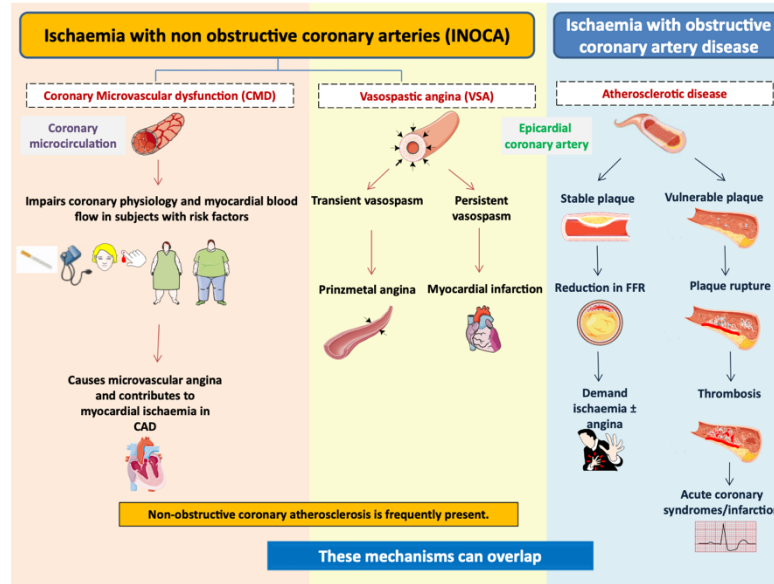 Ischaemia with non obstructive coronary arteries (INOCA)
Ischaemia with obstructive
coronary artery disease
Coronary Microvascular dysfunction (CMD)
Vasospastic angina (VSA)
Atherosclerotic disease
Coronary
microcirculation
Epicardial
coronary artery
Impairs coronary physiology and myocardial blood
flow in subjects with risk factors
Transient vasospasm
Persistent
vasospasm
Stable plaque
Vulnerable plaque
Prinzmetal angina
Myocardial infarction
Reduction in FFR
Plaque rupture
Causes microvascular angina
and contributes to
myocardial ischaemia in
CAD
Demand
ischaemia ±
angina
Thrombosis
Acute coronary
syndromes/infarction
Non-obstructive coronary atherosclerosis is frequently present.
These mechanisms can overlap